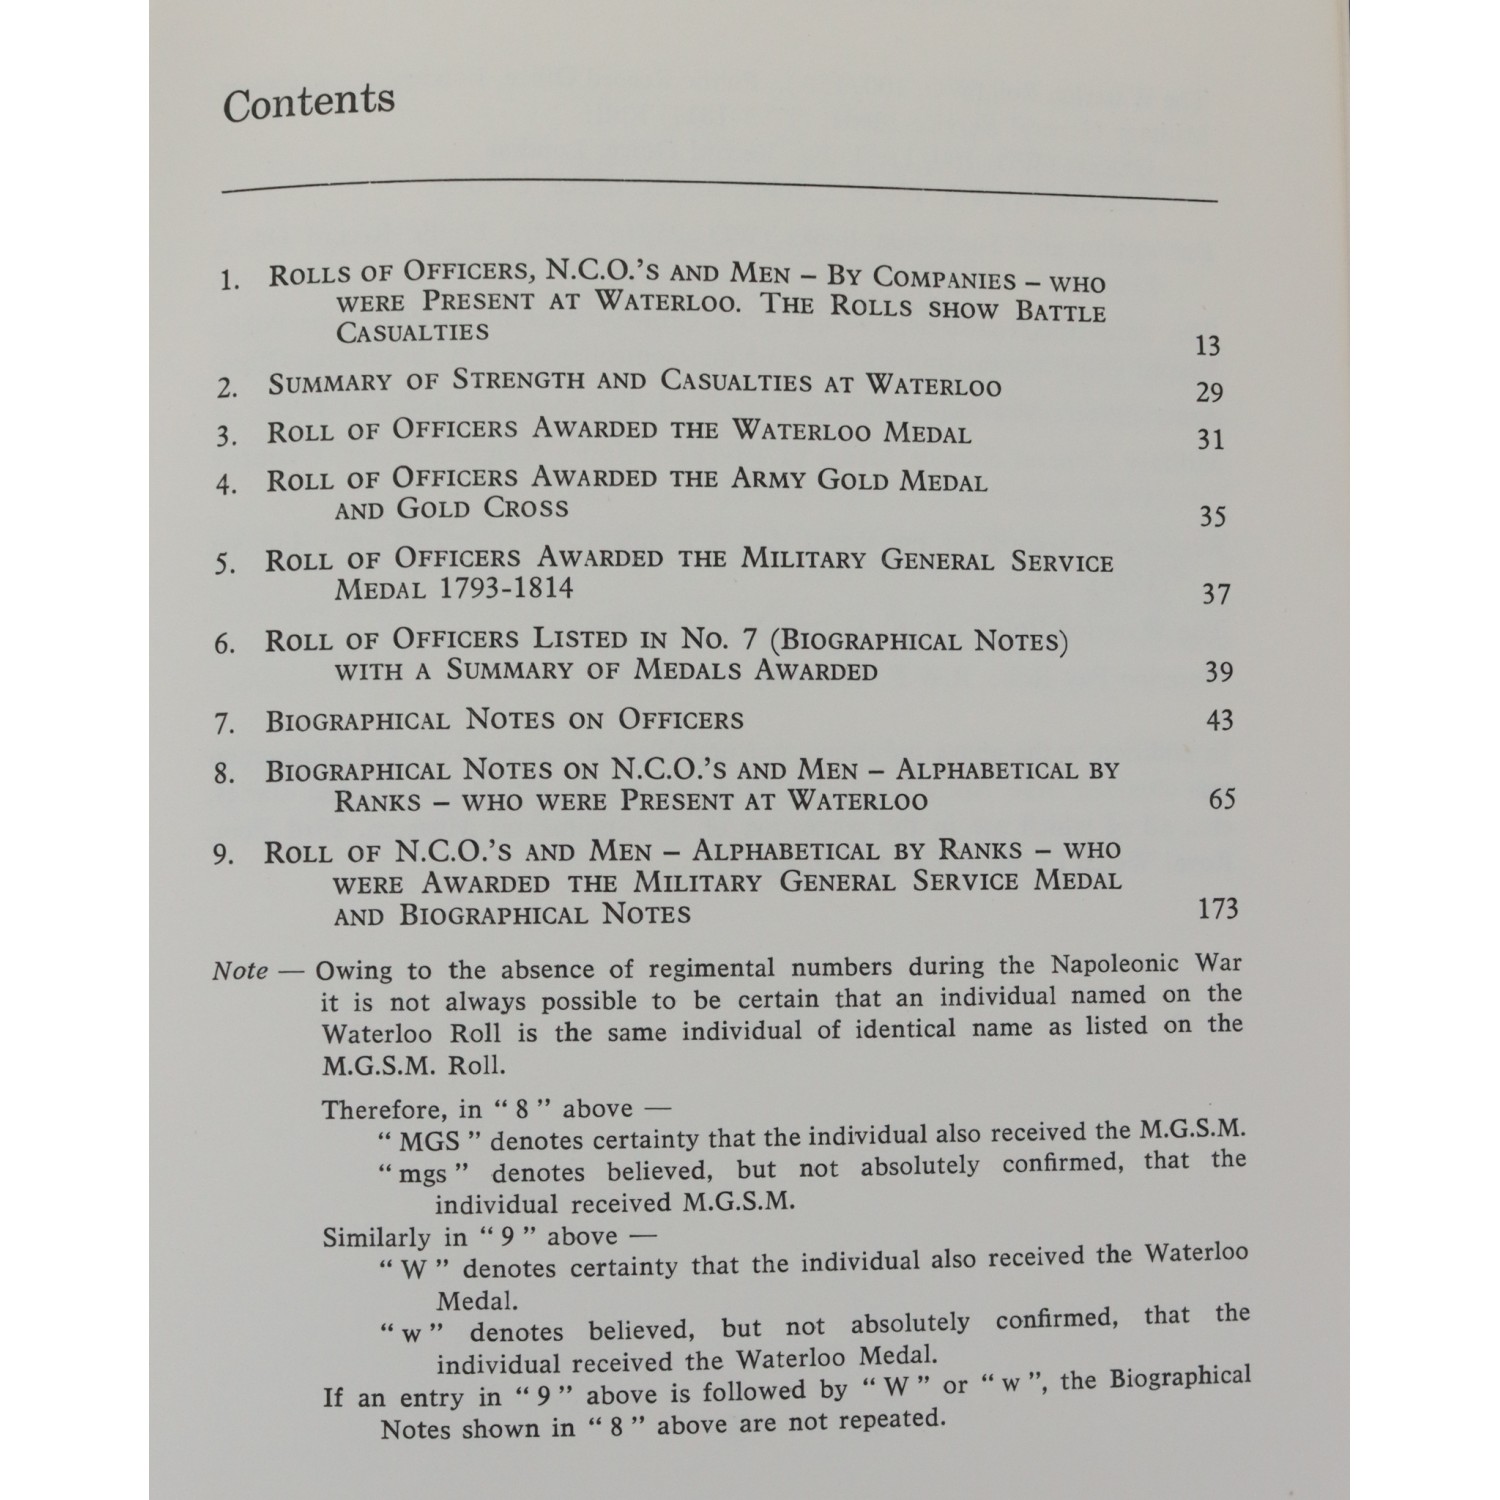 Contents
1. Rolls of Officers, N.C.O.'s and Men – By Companies – who
were Present at Waterloo. The Rolls show Battle
Casualties 13
2. Summary of Strength and Casualties at Waterloo 29
3. Roll of Officers Awarded the Waterloo Medal 31
4. Roll of Officers Awarded the Army Gold Medal
and Gold Cross 35
5. Roll of Officers Awarded the Military General Service
Medal 1793-1814 37
6. Roll of Officers Listed in No. 7 (Biographical Notes)
with a Summary of Medals Awarded 39
7. Biographical Notes on Officers 43
8. Biographical Notes on N.C.O.'s and Men – Alphabetical by
Ranks – who were Present at Waterloo 65
9. Roll of N.C.O.'s and Men – Alphabetical by Ranks – who
were Awarded the Military General Service Medal
and Biographical Notes 173
Note — Owing to the absence of regimental numbers during the Napoleonic War
it is not always possible to be certain that an individual named on the
Waterloo Roll is the same individual of identical name as listed on the
M.G.S.M. Roll.
Therefore, in “ 8 ” above —
“ MGS ” denotes certainty that the individual also received the M.G.S.M.
“ mgs ” denotes believed, but not absolutely confirmed, that the
individual received M.G.S.M.
Similarly in “ 9 ” above —
“ W ” denotes certainty that the individual also received the Waterloo
Medal.
“ w ” denotes believed, but not absolutely confirmed, that the
individual received the Waterloo Medal.
If an entry in “ 9 ” above is followed by “ W ” or “ w ”, the Biographical
Notes shown in “ 8 ” above are not repeated.